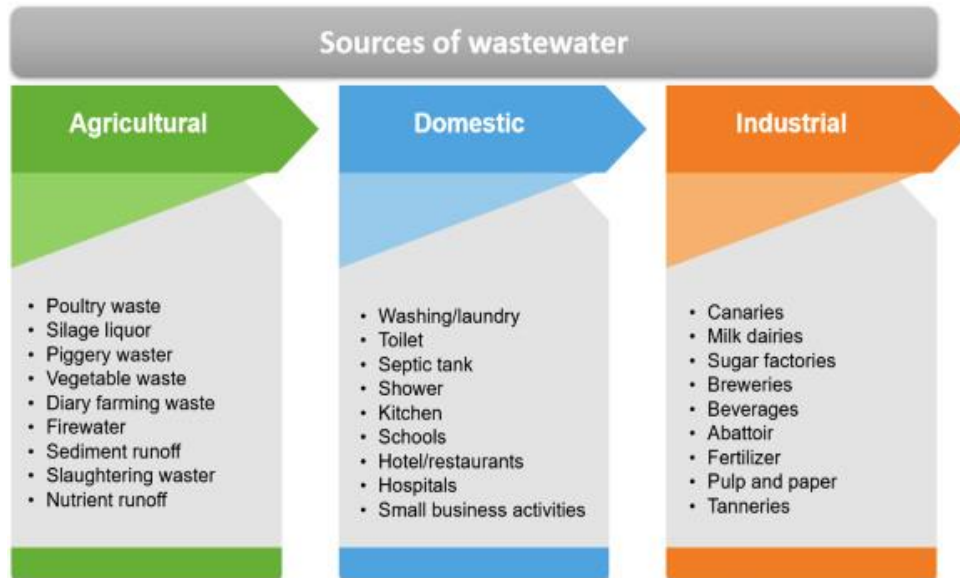 Sources of wastewater
Agricultural
Poultry waste
Silage liquor
Piggery waster
Vegetable waste
Diary farming waste
Firewater
Sediment runoff
Slaughtering waster
Nutrient runoff
Domestic
Washing/laundry
Toilet
Septic tank
Shower
Kitchen
Schools
Hotel/restaurants
Hospitals
Small business activities
Industrial
Canaries
Milk dairies
Sugar factories
Breweries
Beverages
Abattoir
Fertilizer
Pulp and paper
Tanneries